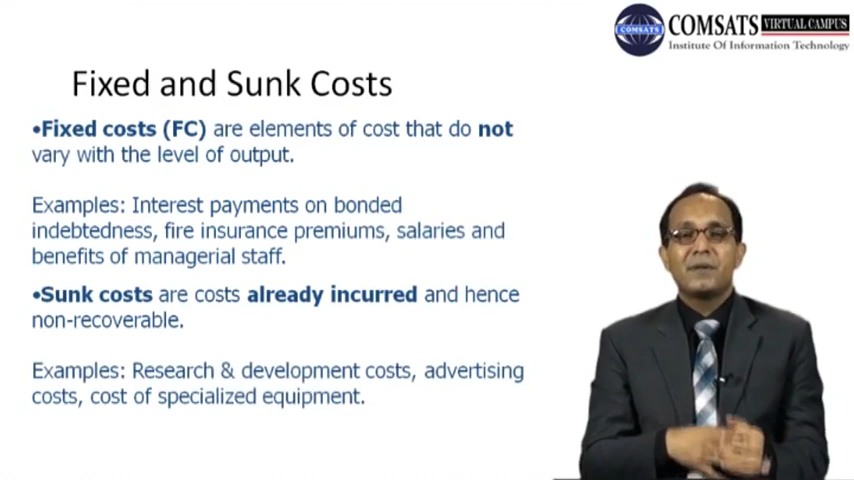 COMSATS
COMSATS VIRTUAL CAMPUS
Institute Of Information Technology
Fixed and Sunk Costs
•Fixed costs (FC) are elements of cost that do not
vary with the level of output.
Examples: Interest payments on bonded
indebtedness, fire insurance premiums, salaries and
benefits of managerial staff.
•Sunk costs are costs already incurred and hence
non-recoverable.
Examples: Research & development costs, advertising
costs, cost of specialized equipment.